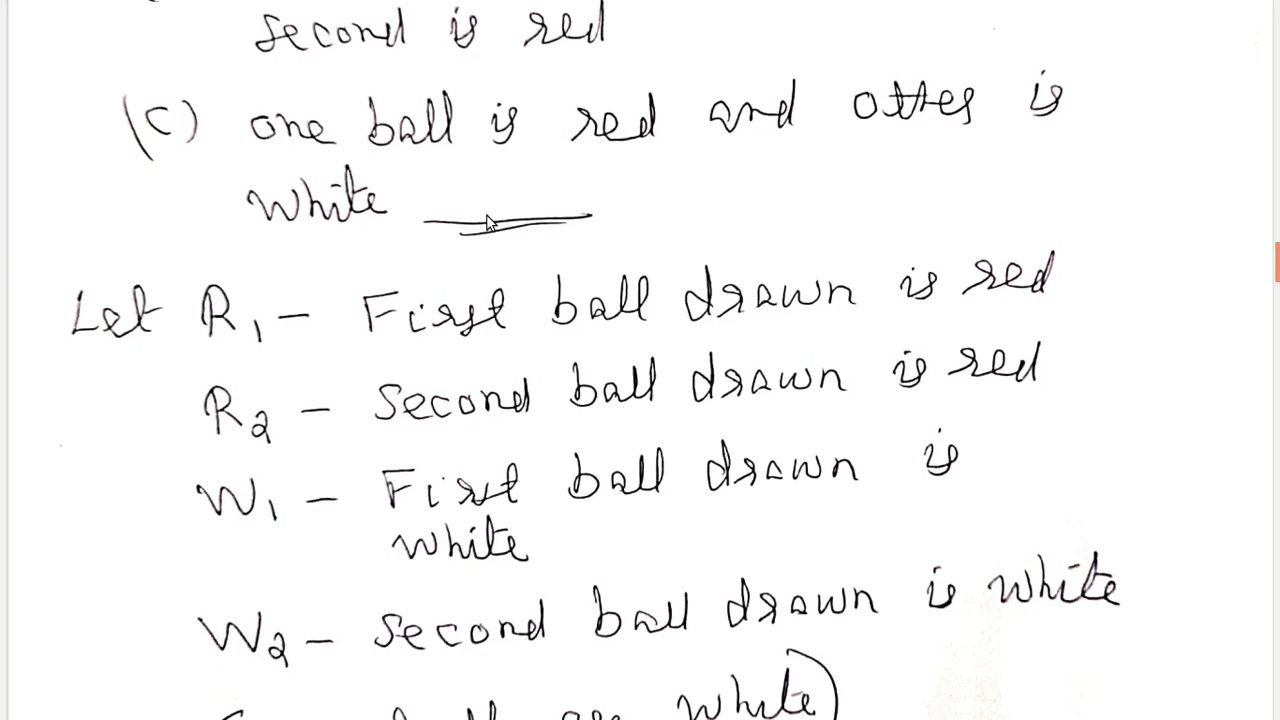 second is red
(C) one ball is red and other is
white
Let R1 - First ball drawn is red
R2 - Second ball drawn is red
W1 - First ball drawn is
white
W2 - Second ball drawn is white
white)